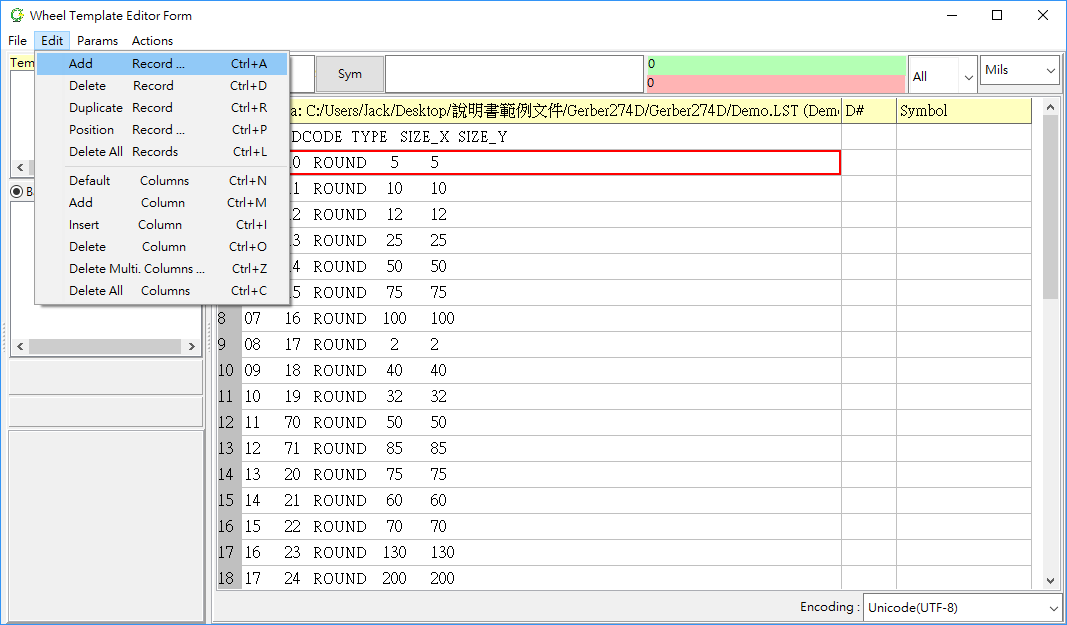 Wheel Template Editor Form
File Edit Params Actions
Tem
Add Record ... Ctrl+A
Delete Record Ctrl+D
Duplicate Record Ctrl+R
Position Record ... Ctrl+P
Delete All Records Ctrl+L
Default Columns Ctrl+N
Add Column Ctrl+M
Insert Column Ctrl+I
Delete Column Ctrl+O
Delete Multi. Columns ... Ctrl+Z
Delete All Columns Ctrl+C
Sym
0
0
All
Mils
a: C:/Users/Jack/Desktop/說明書範例文件/Gerber274D/Gerber274D/Demo.LST (Demo D# Symbol
DCODE TYPE SIZE_X SIZE_Y
0 ROUND 5 5
1 ROUND 10 10
2 ROUND 12 12
3 ROUND 25 25
4 ROUND 50 50
5 ROUND 75 75
8 07 16 ROUND 100 100
9 08 17 ROUND 2 2
10 09 18 ROUND 40 40
11 10 19 ROUND 32 32
12 11 70 ROUND 50 50
13 12 71 ROUND 85 85
14 13 20 ROUND 75 75
15 14 21 ROUND 60 60
16 15 22 ROUND 70 70
17 16 23 ROUND 130 130
18 17 24 ROUND 200 200
Encoding : Unicode(UTF-8)